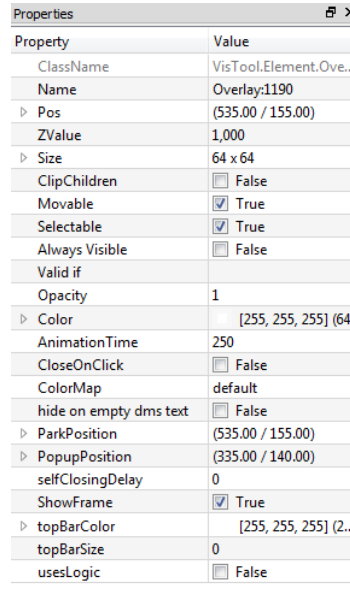 Properties
Property Value
ClassName VisTool.Element.Ove...
Name Overlay:1190
Pos (535.00 / 155.00)
ZValue 1,000
Size 64 x 64
ClipChildren False
Movable True
Selectable True
Always Visible False
Valid if
Opacity 1
Color [255, 255, 255] (64
AnimationTime 250
CloseOnClick False
ColorMap default
hide on empty dms text False
ParkPosition (535.00 / 155.00)
PopupPosition (335.00 / 140.00)
selfClosingDelay 0
ShowFrame True
topBarColor [255, 255, 255] (2...
topBarSize 0
usesLogic False